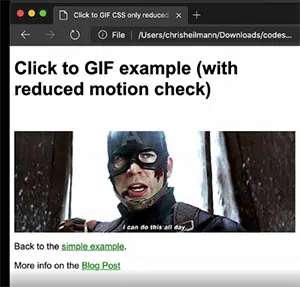 Click to GIF CSS only reduced
File
/Users/chrisheilmann/Downloads/codes...
Click to GIF example (with
reduced motion check)
I can do this all day
Back to the simple example.
More info on the Blog Post